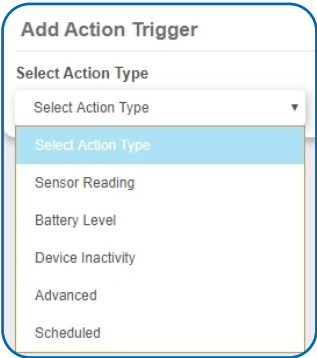 Add Action Trigger
Select Action Type
Select Action Type
Select Action Type
Sensor Reading
Battery Level
Device Inactivity
Advanced
Scheduled